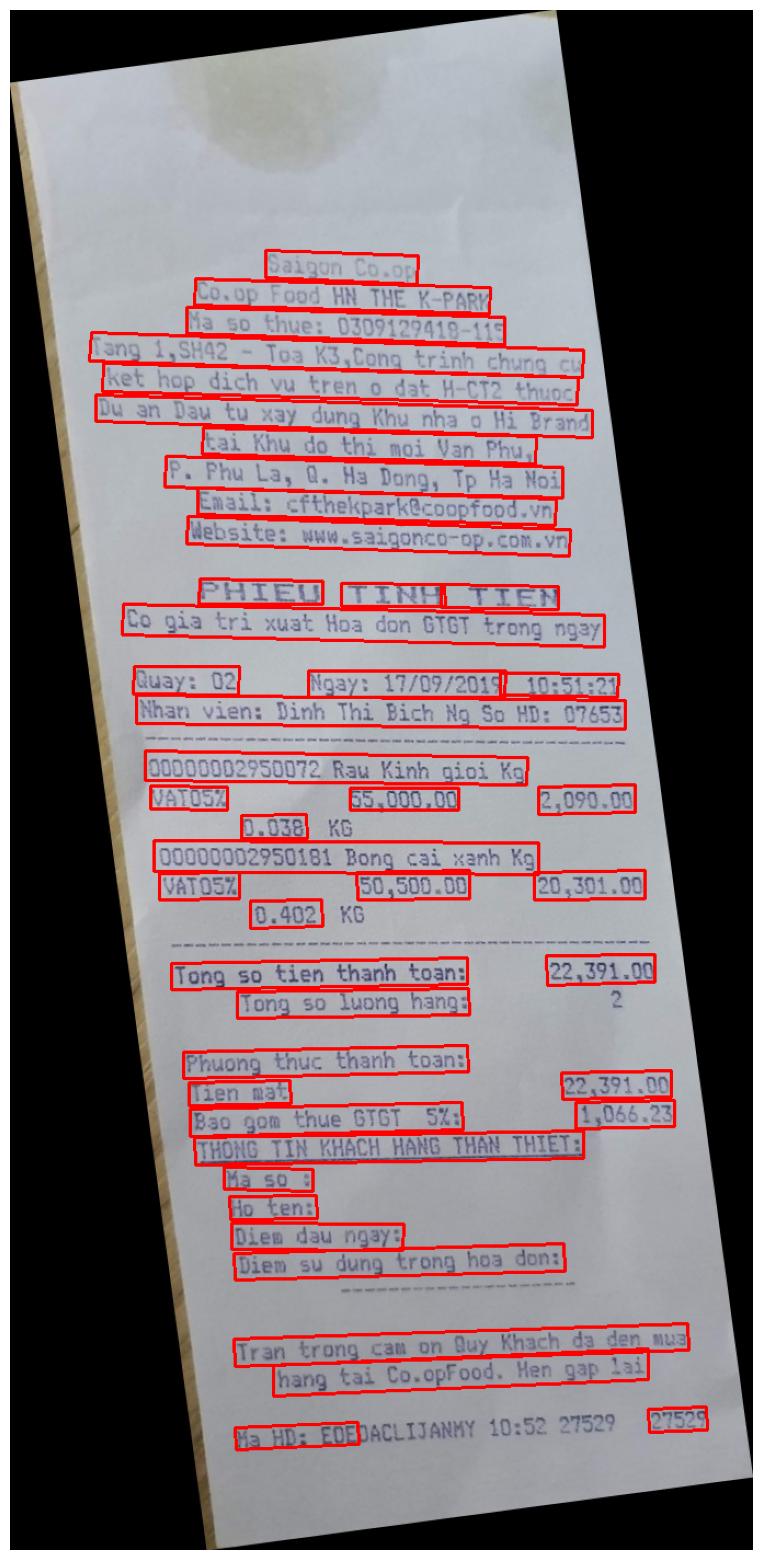 Saigon Co.op
Co.op Food HN THE K-PARK
Ma so thue: 0309129418-115
Tang 1,SH42 - Toa K3,Cong trinh chung cu
ket hop dich vu tren o dat H-CT2 thuoc
Du an Dau tu xay dung Khu nha o Hi Brand
tai Khu do thi moi Van Phu,
P. Phu La, Q. Ha Dong, Tp Ha Noi
Email: cfthekpark@coopfood.vn
Website: www.saigonco-op.com.vn
PHIEU TINH TIEN
Co gia tri xuat Hoa don GTGT trong ngay
Quay: 02 Ngay: 17/09/2019 10:51:21
Nhan vien: Dinh Thi Bich Ng So HD: 07653
00000002950072 Rau Kinh gioi Kg
VAT05% 55,000.00 2,090.00
0.038 KG
00000002950181 Bong cai xanh Kg
VAT05% 50,500.00 20,301.00
0.402 KG
Tong so tien thanh toan: 22,391.00
Tong so luong hang: 2
Phuong thuc thanh toan:
Tien mat 22,391.00
Bao gom thue GTGT 5%: 1,066.23
THONG TIN KHACH HANG THAN THIET:
Ma so :
Ho ten:
Diem dau ngay:
Diem su dung trong hoa don:
Tran trong cam on Quy Khach da den mua
hang tai Co.opFood. Hen gap lai
Ma HD: EOEDACLIJANMY 10:52 27529 27529